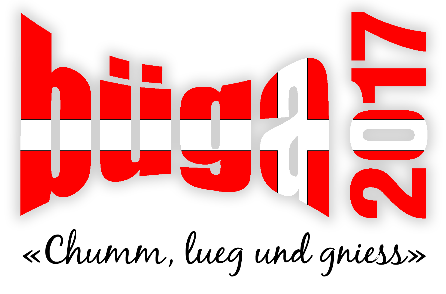 büga 2017
«Chumm, lueg und gniess»